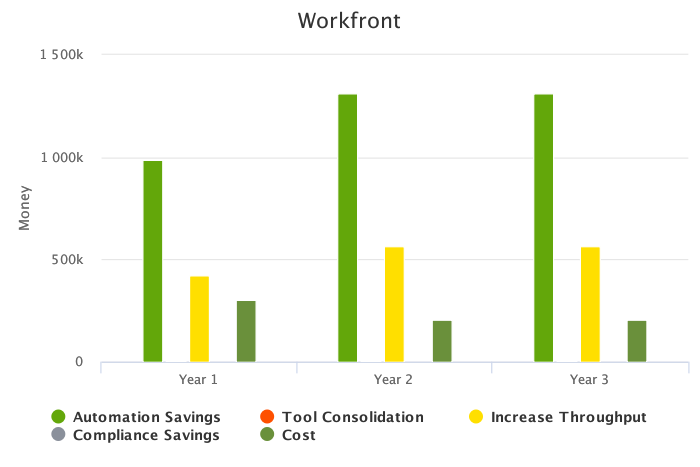 Workfront
1 500k
1 000k
500k
0
Money
Year 1 Year 2 Year 3
Automation Savings Tool Consolidation Increase Throughput
Compliance Savings Cost